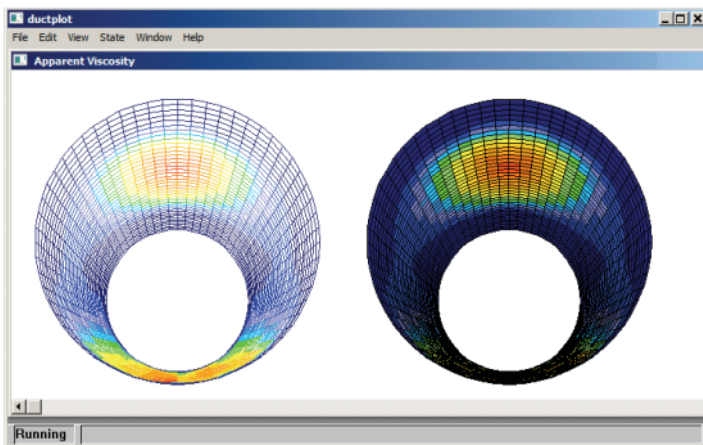 ductplot
File Edit View State Window Help
Apparent Viscosity
Running